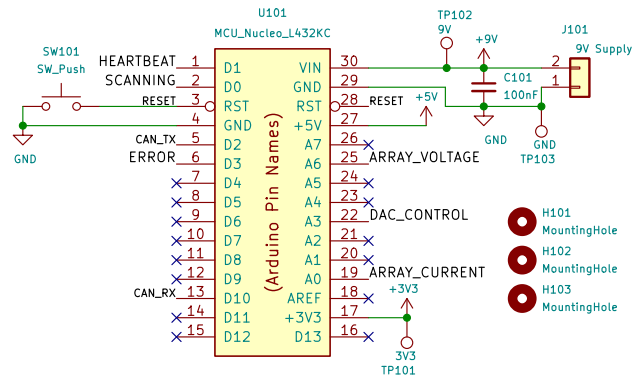 U101
MCU_Nucleo_L432KC
TP102
9V
J101
9V Supply
SW101
SW_Push
HEARTBEAT 1 D1 VIN 30 +9V 2
SCANNING 2 D0 GND 29 C101 100nF 1
RESET 3 RST RST 28 RESET +5V
4 GND +5V 27 GND
GND
CAN_TX 5 D2 A7 26 GND
TP103
ERROR 6 D3 A6 25 ARRAY_VOLTAGE
7 D4 A5 24
8 D5 A4 23
9 D6 A3 22 DAC_CONTROL
10 D7 A2 21
11 D8 A1 20
12 D9 A0 19 ARRAY_CURRENT
CAN_RX 13 D10 AREF 18 +3V3
14 D11 +3V3 17
15 D12 D13 16
(Arduino Pin Names)
3V3
TP101
H101
MountingHole
H102
MountingHole
H103
MountingHole